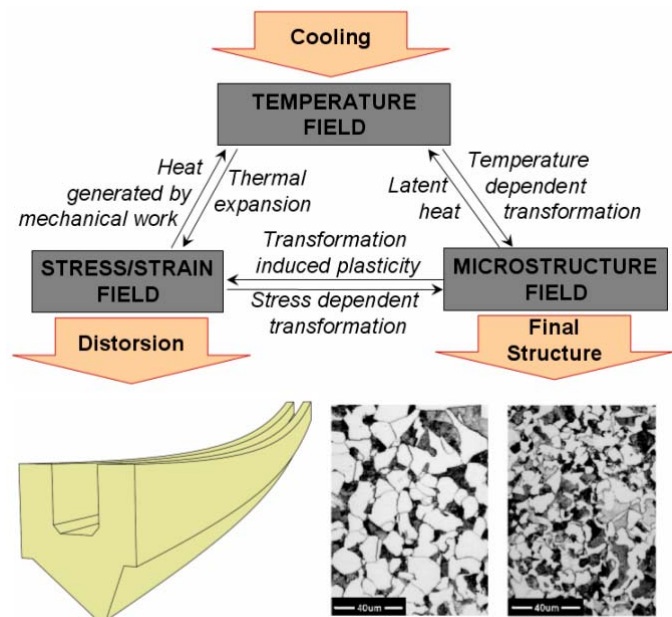 Cooling
TEMPERATURE
FIELD
Heat
generated by
mechanical work
Thermal
expansion
Latent
heat
Temperature
dependent
transformation
Transformation
induced plasticity
STRESS/STRAIN
FIELD
MICROSTRUCTURE
FIELD
Stress dependent
transformation
Distorsion
Final
Structure
40um
40um